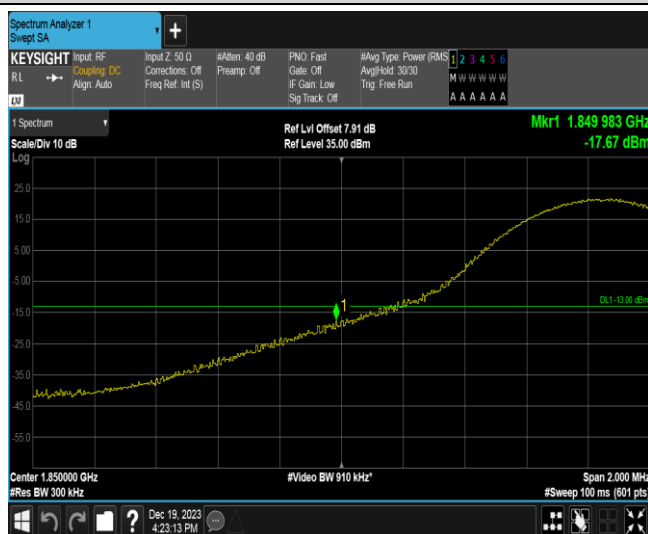 Spectrum Analyzer 1
Swept SA
KEYSIGHT
RL
LXI
Input: RF
Coupling: DC
Align: Auto
Input Z: 50 Ω
Corrections: Off
Freq Ref: Int (S)
#Atten: 40 dB
Preamp: Off
PNO: Fast
Gate: Off
IF Gain: Low
Sig Track: Off
#Avg Type: Power (RMS
Avg|Hold: 30/30
Trig: Free Run
1 2 3 4 5 6
M W W W W W
A A A A A A
1 Spectrum
Scale/Div 10 dB
Ref Lvl Offset 7.91 dB
Ref Level 35.00 dBm
Mkr1 1.849 983 GHz
-17.67 dBm
Log
25.0
15.0
5.00
-5.00
-15.0
-25.0
-35.0
-45.0
-55.0
1
DL1 -13.00 dBm
Center 1.850000 GHz
#Res BW 300 kHz
#Video BW 910 kHz*
Span 2.000 MHz
#Sweep 100 ms (601 pts)
?
Dec 19, 2023
4:23:13 PM